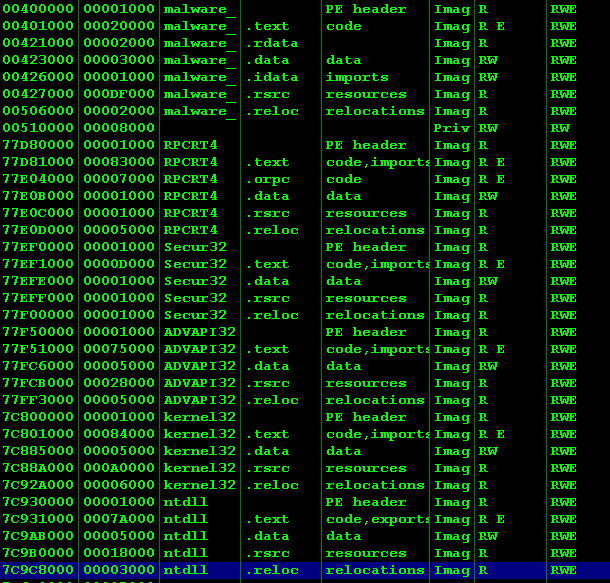 00400000 00001000 malware_ PE header Imag R RWE
00401000 00020000 malware_ .text code Imag R E RWE
00421000 00002000 malware_ .rdata Imag R RWE
00423000 00003000 malware_ .data data Imag RW RWE
00426000 00001000 malware_ .idata imports Imag RW RWE
00427000 000DF000 malware_ .rsrc resources Imag R RWE
00506000 00002000 malware_ .reloc relocations Imag R RWE
00510000 00008000 Priv RW RW
77D80000 00001000 RPCRT4 PE header Imag R RWE
77D81000 00083000 RPCRT4 .text code,imports Imag R E RWE
77E04000 00007000 RPCRT4 .orpc code Imag R E RWE
77E0B000 00001000 RPCRT4 .data data Imag RW RWE
77E0C000 00001000 RPCRT4 .rsrc resources Imag R RWE
77E0D000 00005000 RPCRT4 .reloc relocations Imag R RWE
77EF0000 00001000 Secur32 PE header Imag R RWE
77EF1000 0000D000 Secur32 .text code,imports Imag R E RWE
77EFE000 00001000 Secur32 .data data Imag RW RWE
77EFF000 00001000 Secur32 .rsrc resources Imag R RWE
77F00000 00001000 Secur32 .reloc relocations Imag R RWE
77F50000 00001000 ADVAPI32 PE header Imag R RWE
77F51000 00075000 ADVAPI32 .text code,imports Imag R E RWE
77FC6000 00005000 ADVAPI32 .data data Imag RW RWE
77FCB000 00028000 ADVAPI32 .rsrc resources Imag R RWE
77FF3000 00005000 ADVAPI32 .reloc relocations Imag R RWE
7C800000 00001000 kernel32 PE header Imag R RWE
7C801000 00084000 kernel32 .text code,imports Imag R E RWE
7C885000 00005000 kernel32 .data data Imag RW RWE
7C88A000 000A0000 kernel32 .rsrc resources Imag R RWE
7C92A000 00006000 kernel32 .reloc relocations Imag R RWE
7C930000 00001000 ntdll PE header Imag R RWE
7C931000 0007A000 ntdll .text code,exports Imag R E RWE
7C9AB000 00005000 ntdll .data data Imag RW RWE
7C9B0000 00018000 ntdll .rsrc resources Imag R RWE
7C9C8000 00003000 ntdll .reloc relocations Imag R RWE